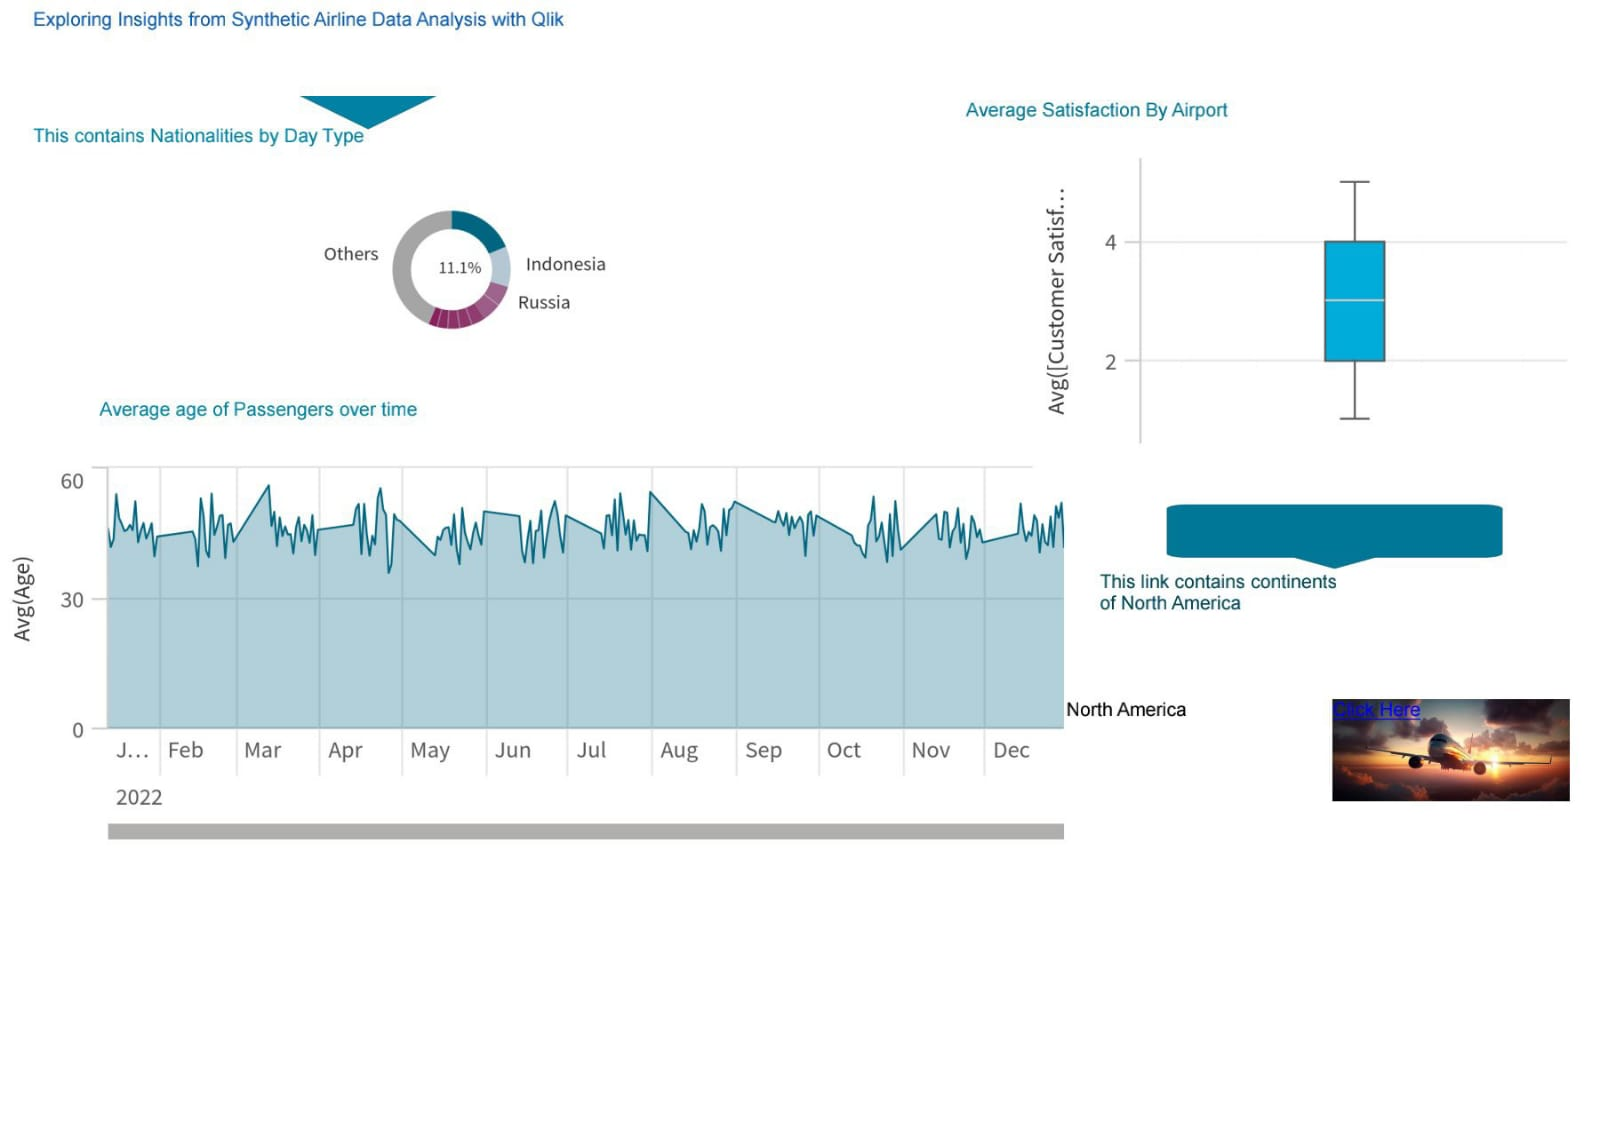 Exploring Insights from Synthetic Airline Data Analysis with Qlik
This contains Nationalities by Day Type
Others
11.1%
Indonesia
Russia
Average Satisfaction By Airport
Avg([Customer Satisf...
4
2
Average age of Passengers over time
Avg(Age)
60
30
0
J... Feb Mar Apr May Jun Jul Aug Sep Oct Nov Dec
2022
This link contains continents
of North America
North America
Click Here